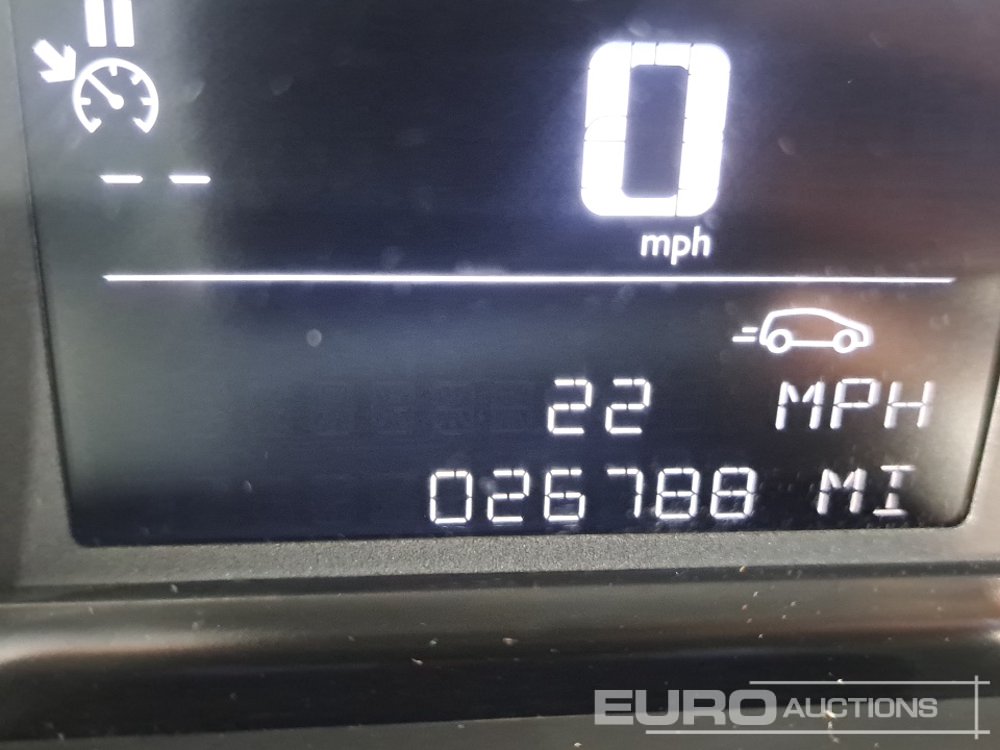 0
mph
-- --
22 MPH
026788 MI
EURO AUCTIONS